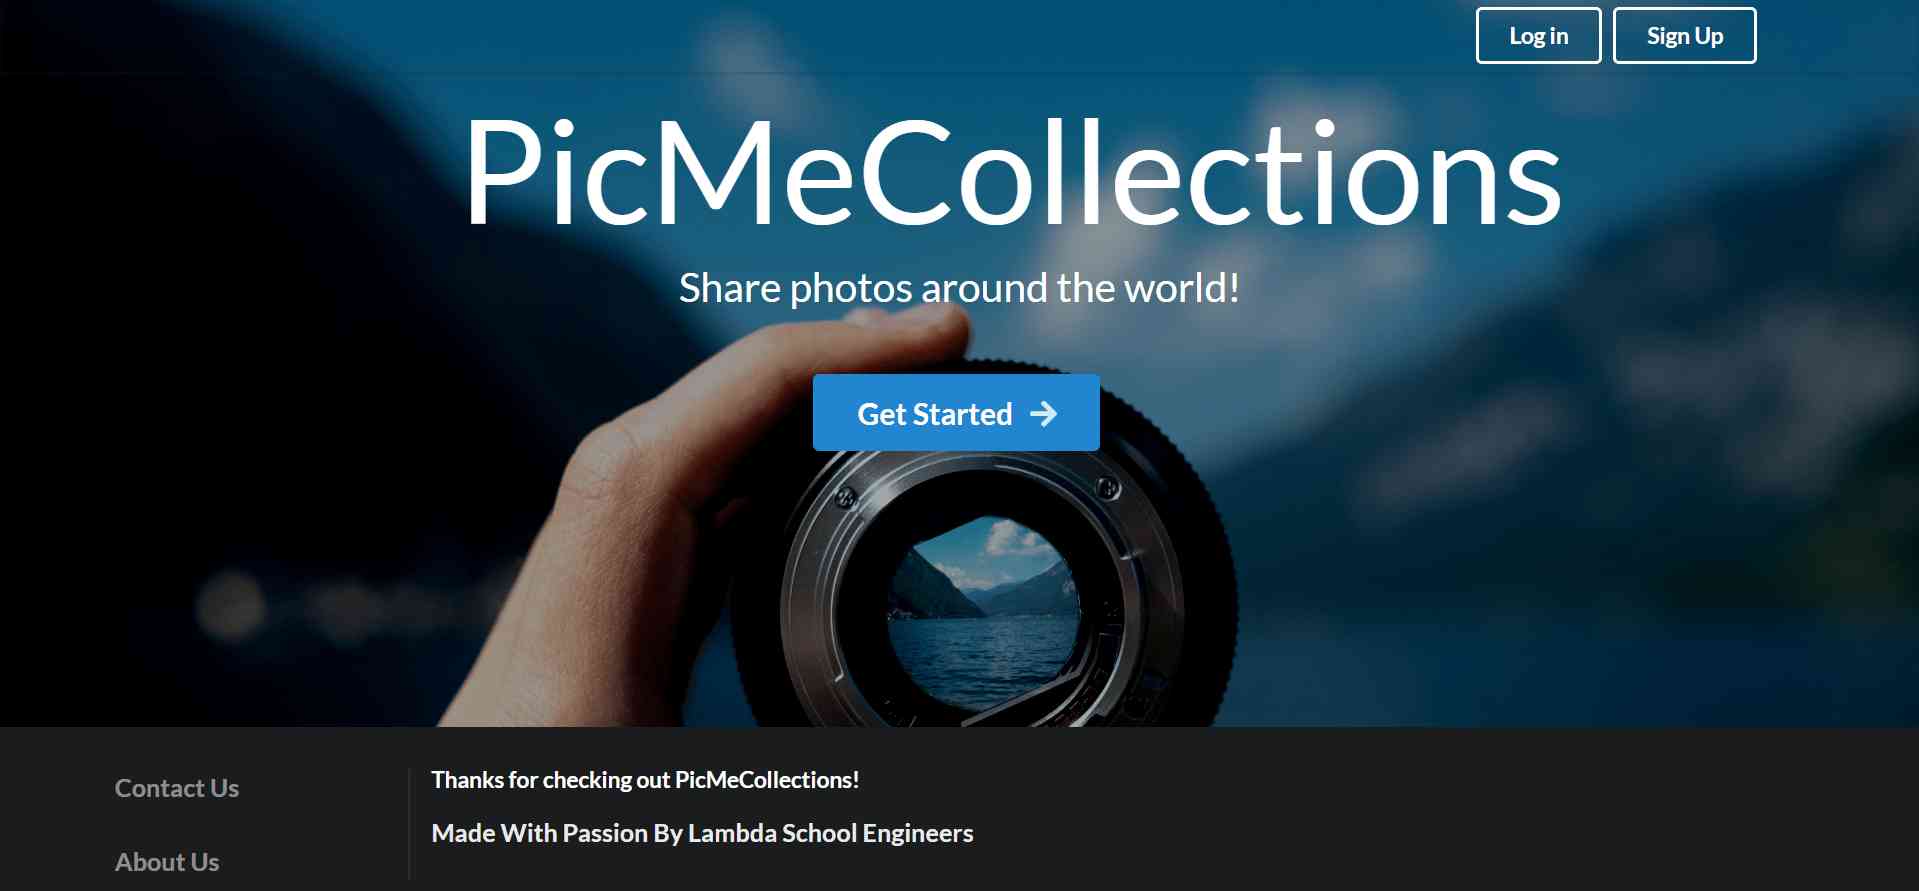 Log in
Sign Up
PicMeCollections
Share photos around the world!
Get Started
Contact Us
About Us
Thanks for checking out PicMeCollections!
Made With Passion By Lambda School Engineers